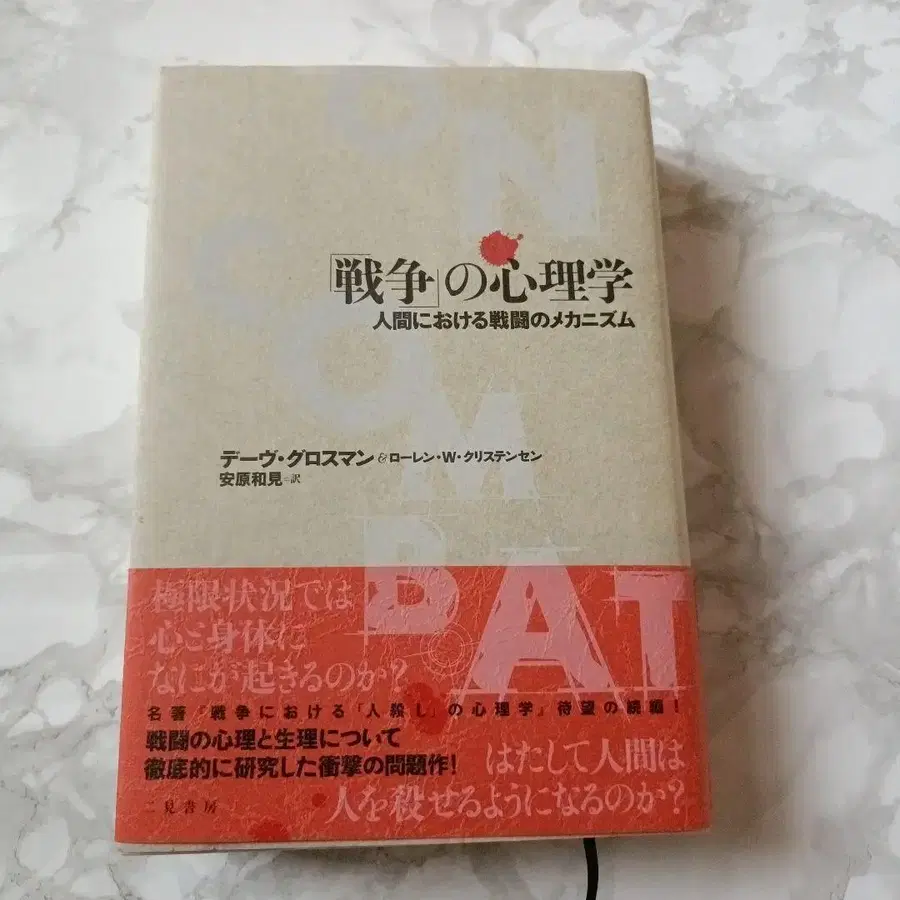 ON
CO
M
BAT
「戦争」の心理学
人間における戦闘のメカニズム
デーヴ・グロスマン&ローレン・W・クリステンセン
安原和見=訳
極限状況では
心と身体に
なにが起きるのか?
名著『戦争における「人殺し」の心理学』待望の続編!
戦闘の心理と生理について
徹底的に研究した衝撃の問題作!
はたして人間は
人を殺せるようになるのか?
二見書房